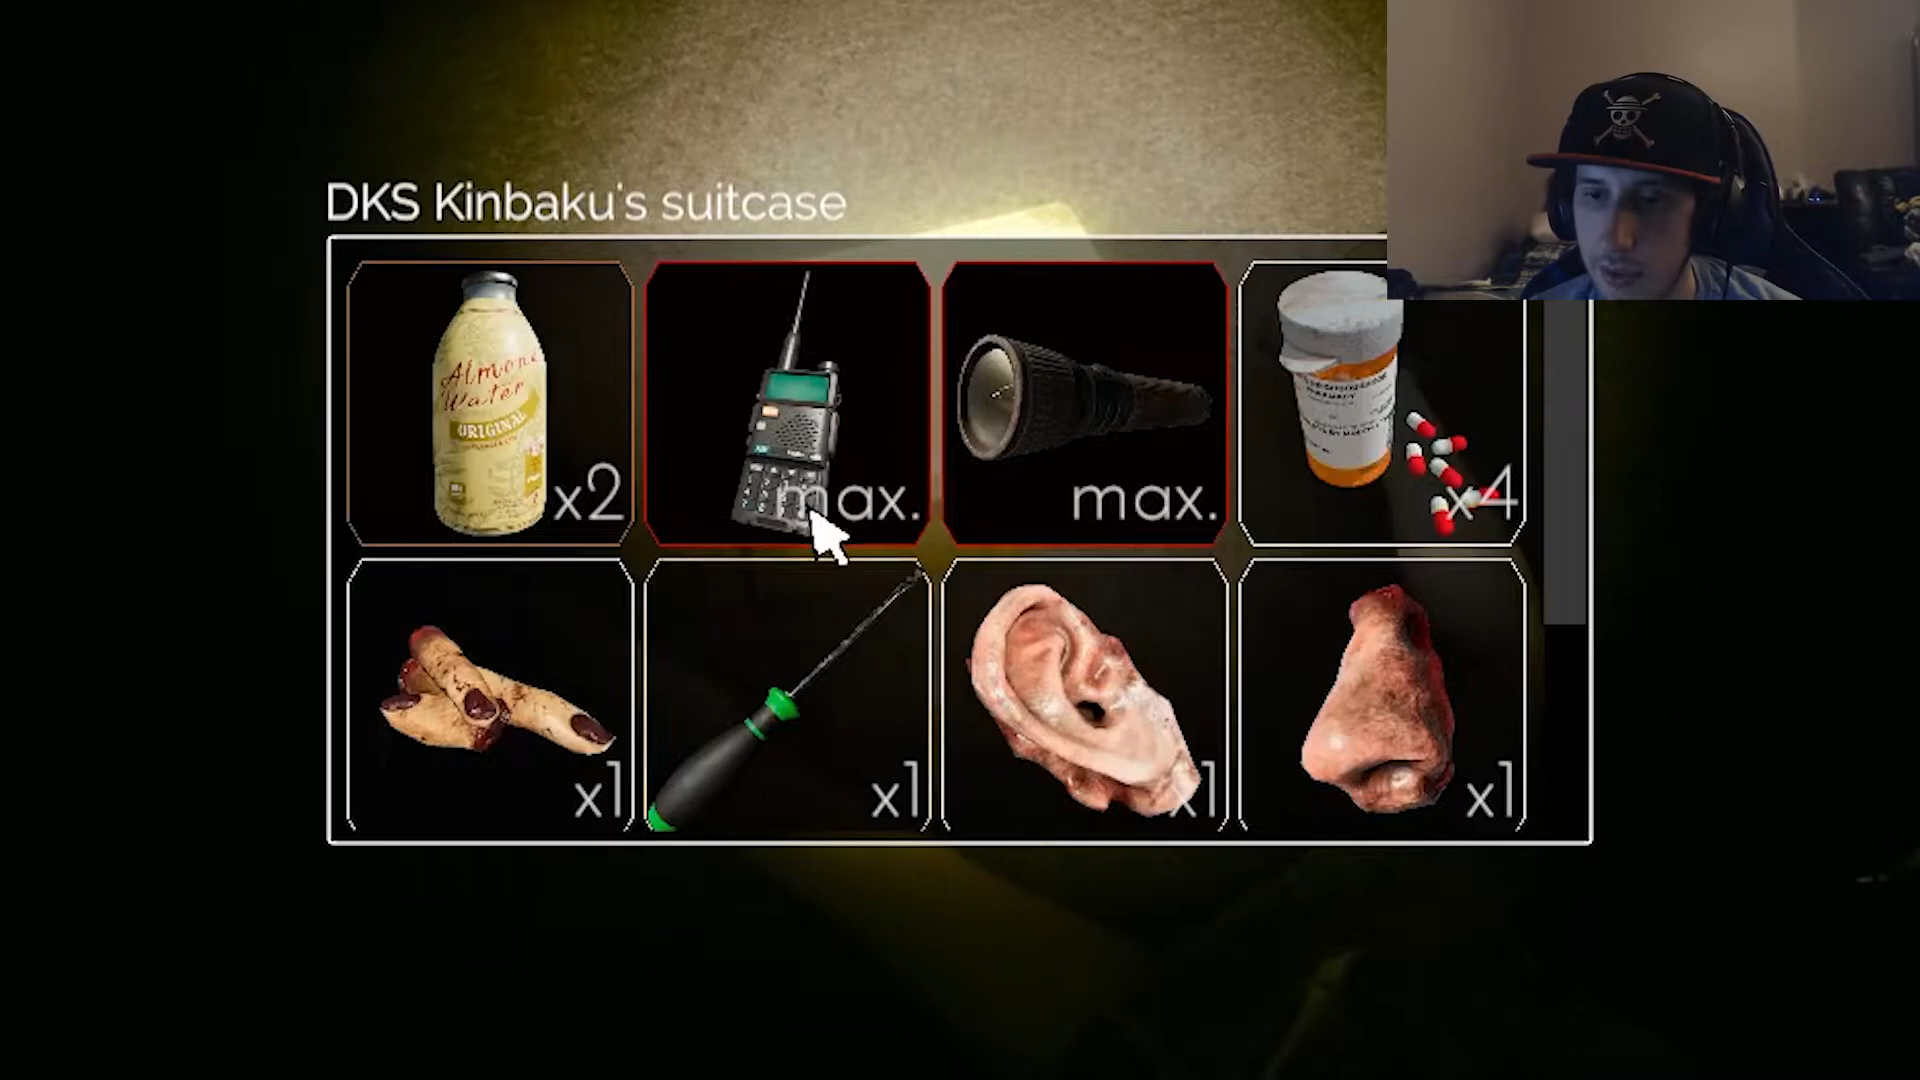 DKS Kinbaku's suitcase
Almond
Water
ORIGINAL
x2
max.
max.
x4
x1
x1
x1
x1